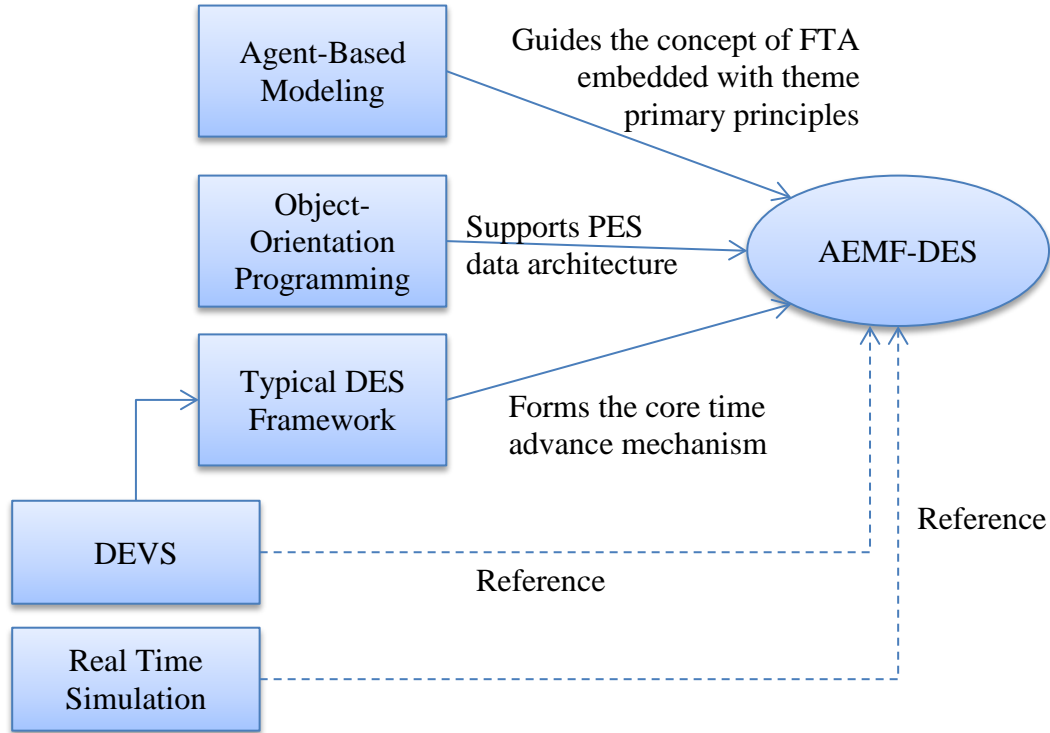 Agent-Based
Modeling
Guides the concept of FTA
embedded with theme
primary principles
Object-
Orientation
Programming
Supports PES
data architecture
AEMF-DES
Typical DES
Framework
Forms the core time
advance mechanism
DEVS
Reference
Reference
Real Time
Simulation